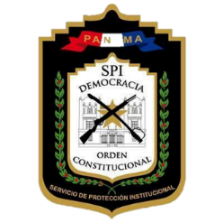 PANAMA
SPI
DEMOCRACIA
ORDEN
CONSTITUCIONAL
SERVICIO DE PROTECCIÓN INSTITUCIONAL